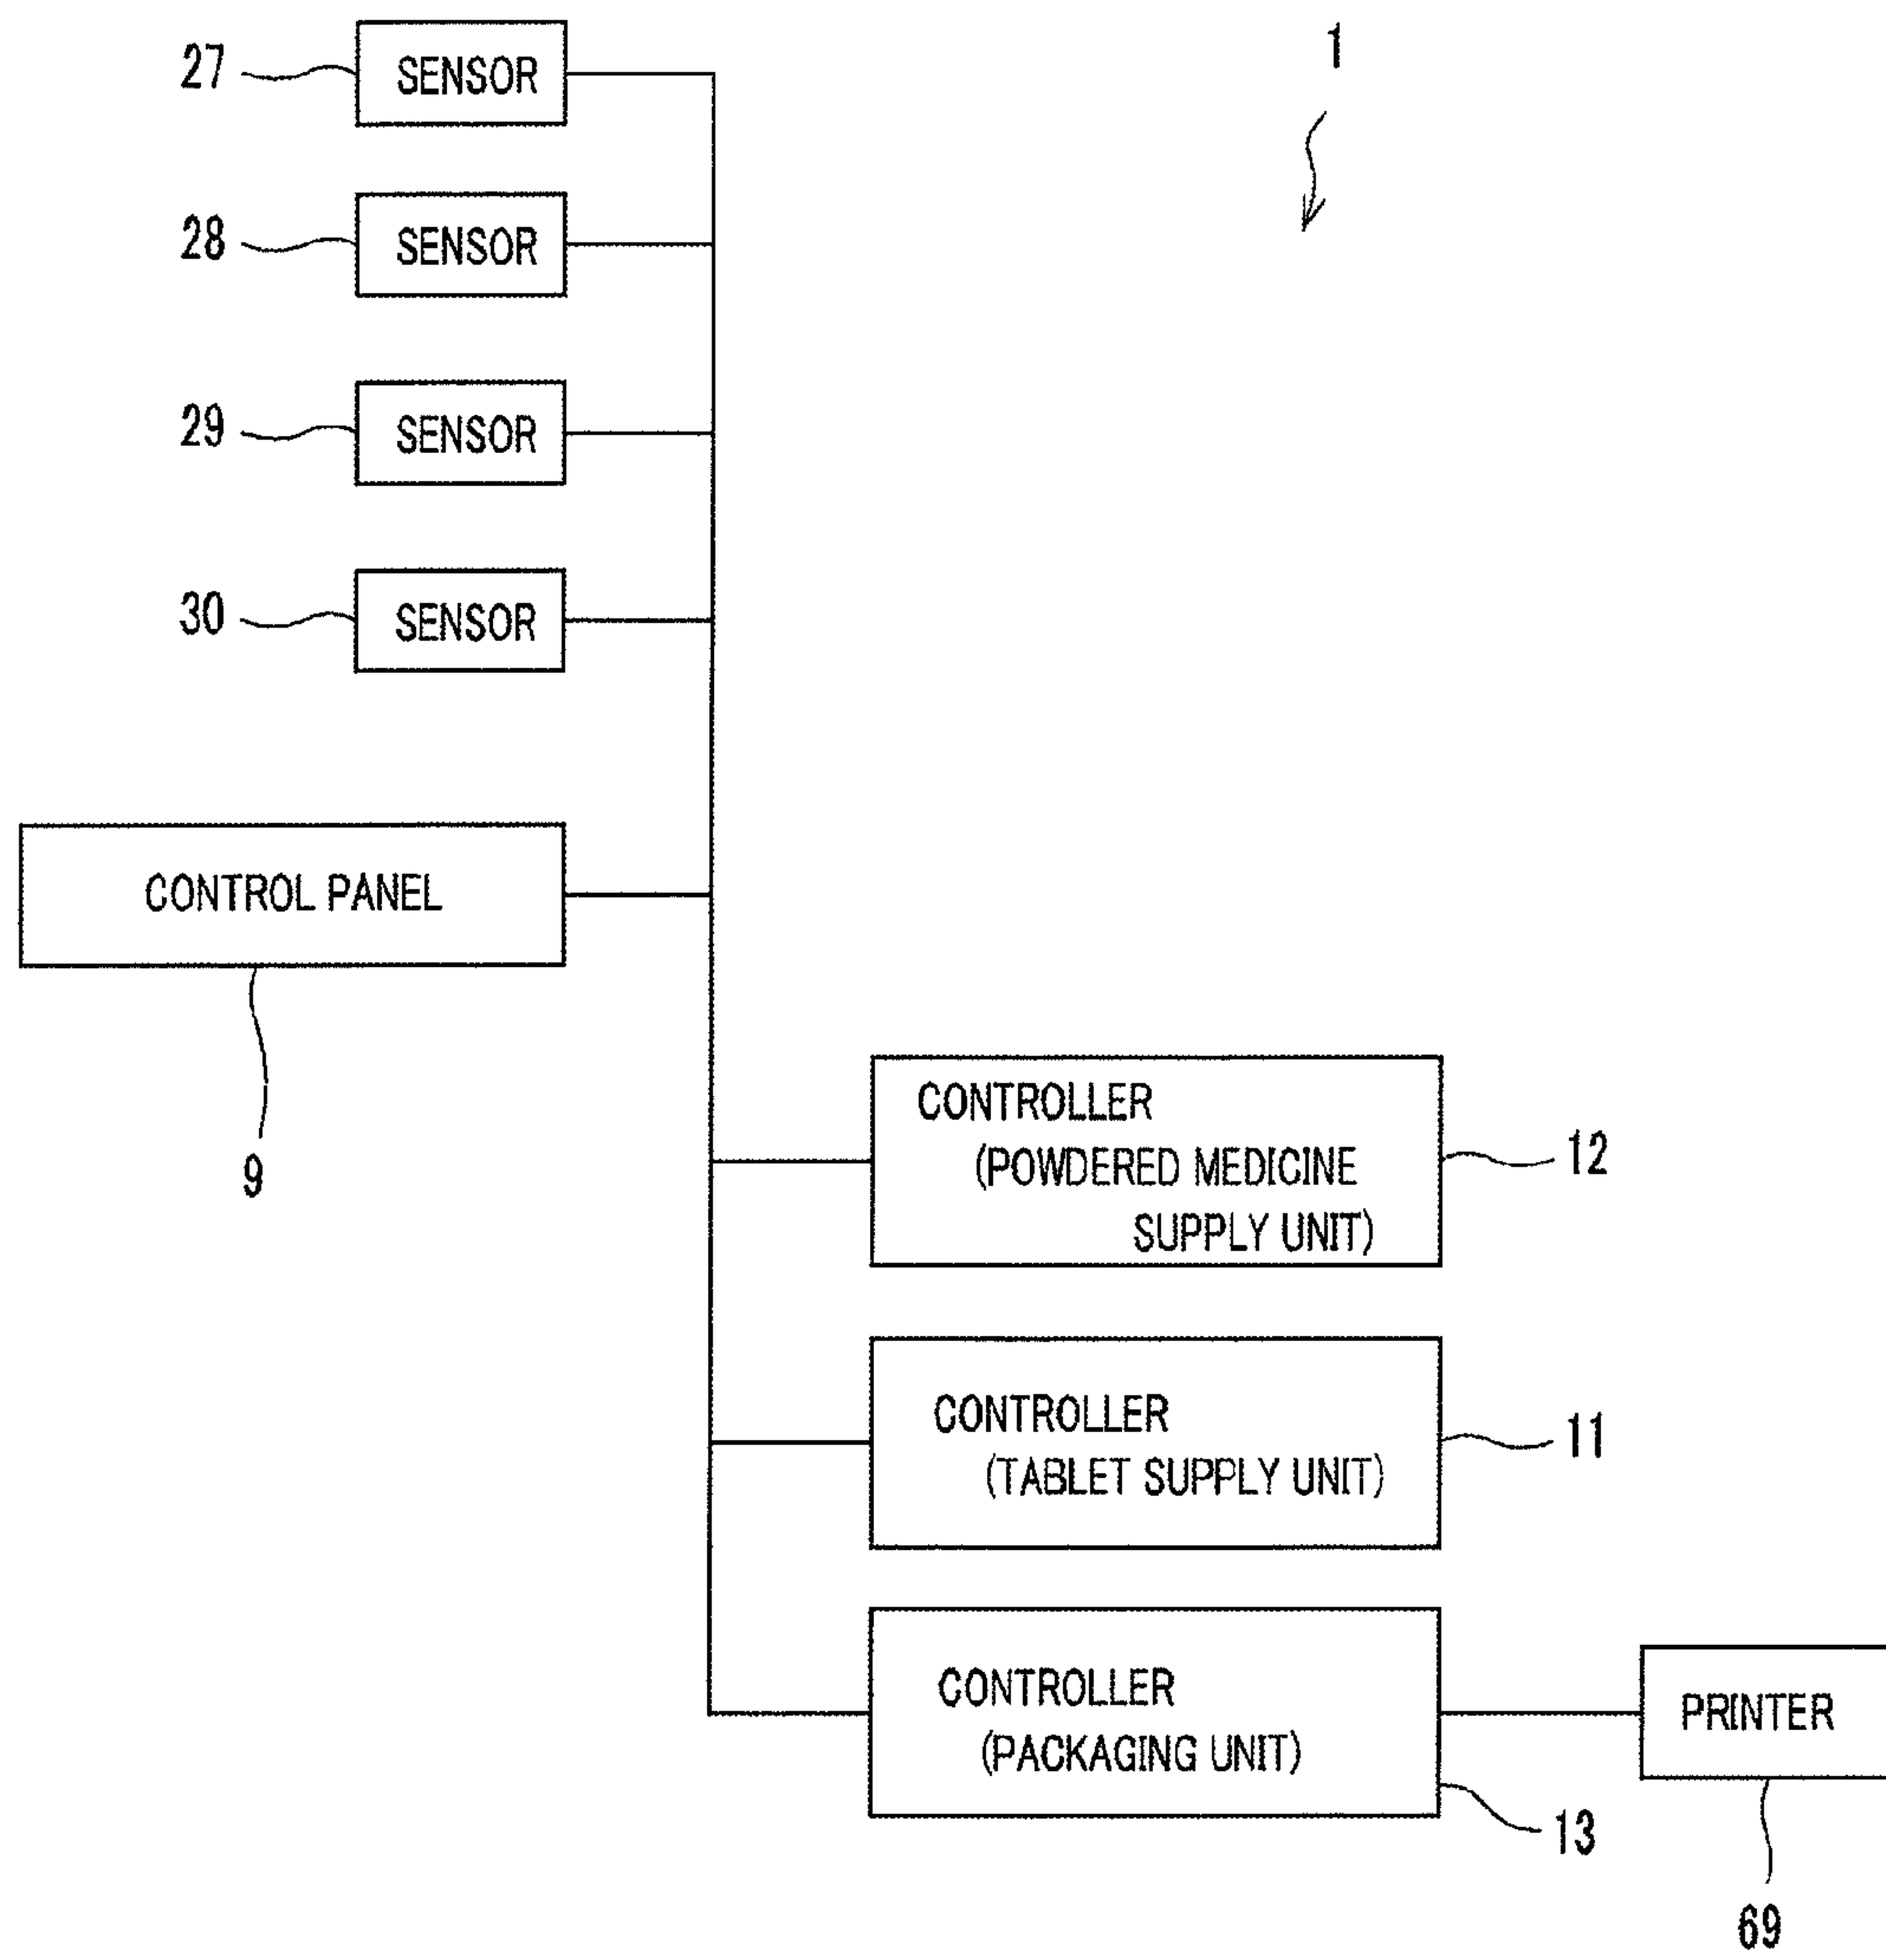 1
27 SENSOR
28 SENSOR
29 SENSOR
30 SENSOR
CONTROL PANEL
9
CONTROLLER
(POWDERED MEDICINE
SUPPLY UNIT)
12
CONTROLLER
(TABLET SUPPLY UNIT)
11
CONTROLLER
(PACKAGING UNIT)
13
PRINTER
69